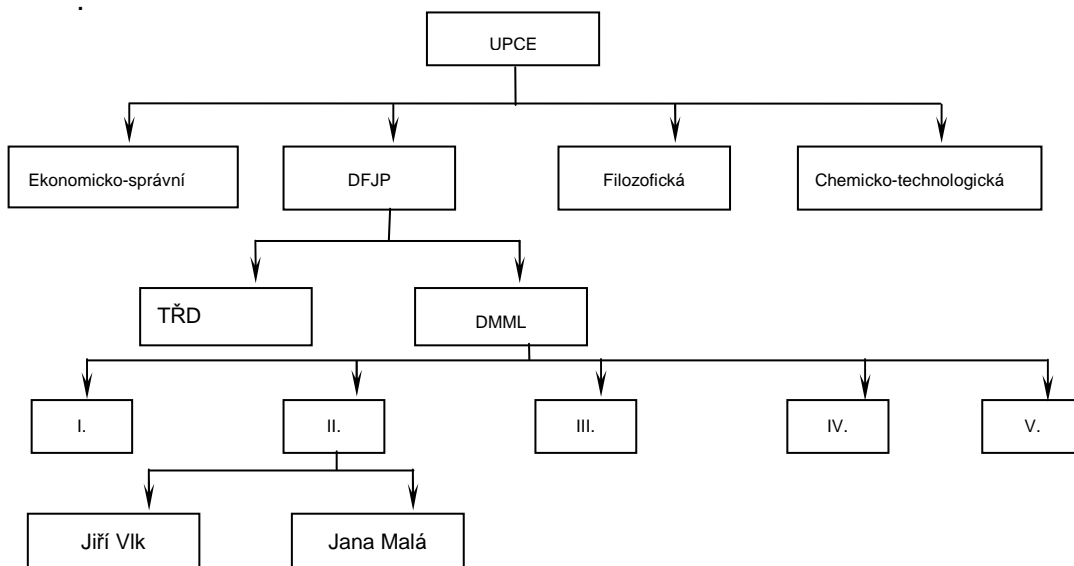 UPCE
Ekonomicko-správní
DFJP
Filozofická
Chemicko-technologická
TŘD
DMML
I.
II.
III.
IV.
V.
Jiří Vlk
Jana Malá